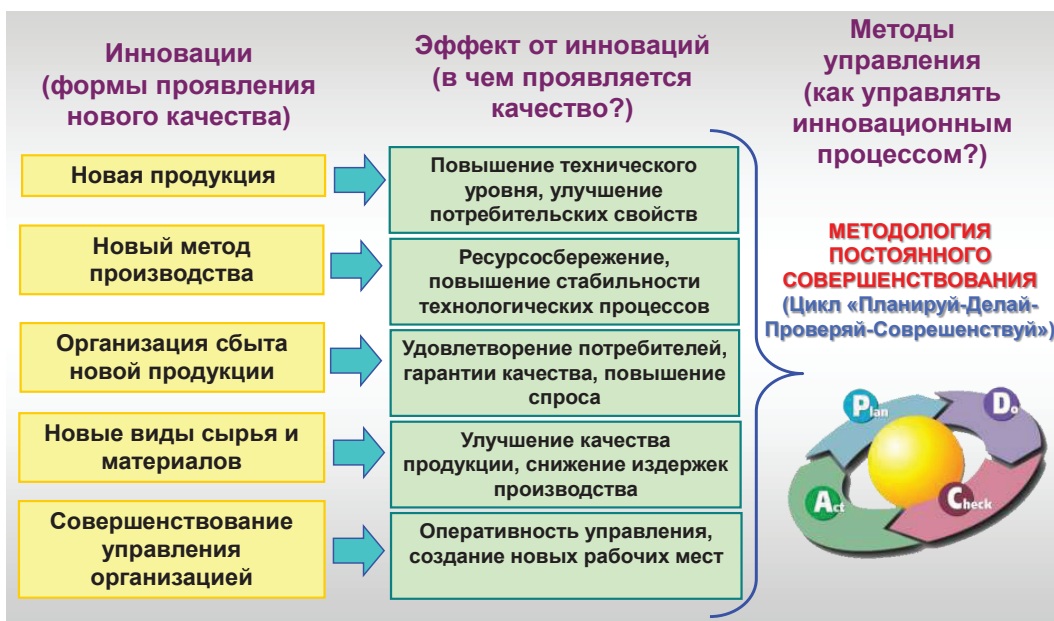 Инновации
(формы проявления
нового качества)
Новая продукция
Новый метод
производства
Организация сбыта
новой продукции
Новые виды сырья и
материалов
Совершенствование
управления
организацией
Эффект от инноваций
(в чем проявляется
качество?)
Повышение технического
уровня, улучшение
потребительских свойств
Ресурсосбережение,
повышение стабильности
технологических процессов
Удовлетворение потребителей,
гарантии качества, повышение
спроса
Улучшение качества
продукции, снижение издержек
производства
Оперативность управления,
создание новых рабочих мест
Методы
управления
(как управлять
инновационным
процессом?)
МЕТОДОЛОГИЯ
ПОСТОЯННОГО
СОВЕРШЕНСТВОВАНИЯ
(Цикл «Планируй-Делай-
Проверяй-Соврешенствуй»)
Plan
Do
Check
Act